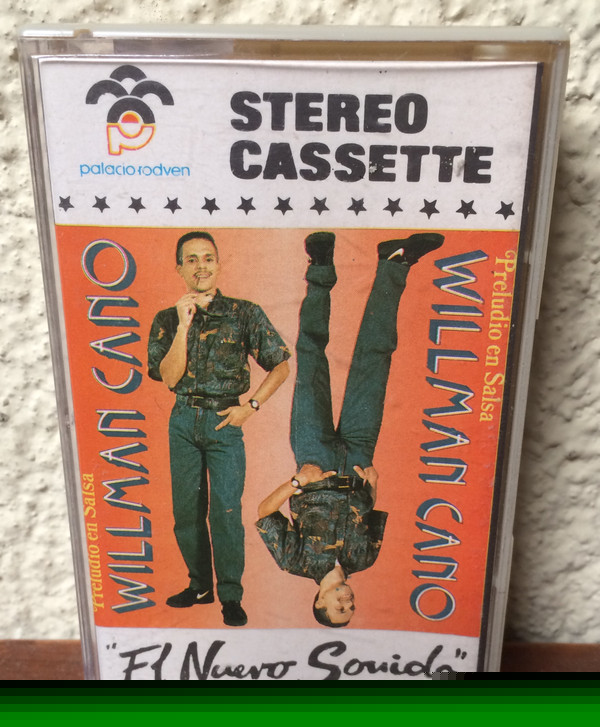 palacio rodven
STEREO
CASSETTE
WILLMAN CANO
Preludio en Salsa
Preludio en Salsa
WILLMAN CANO
"El Nuevo Sonido"